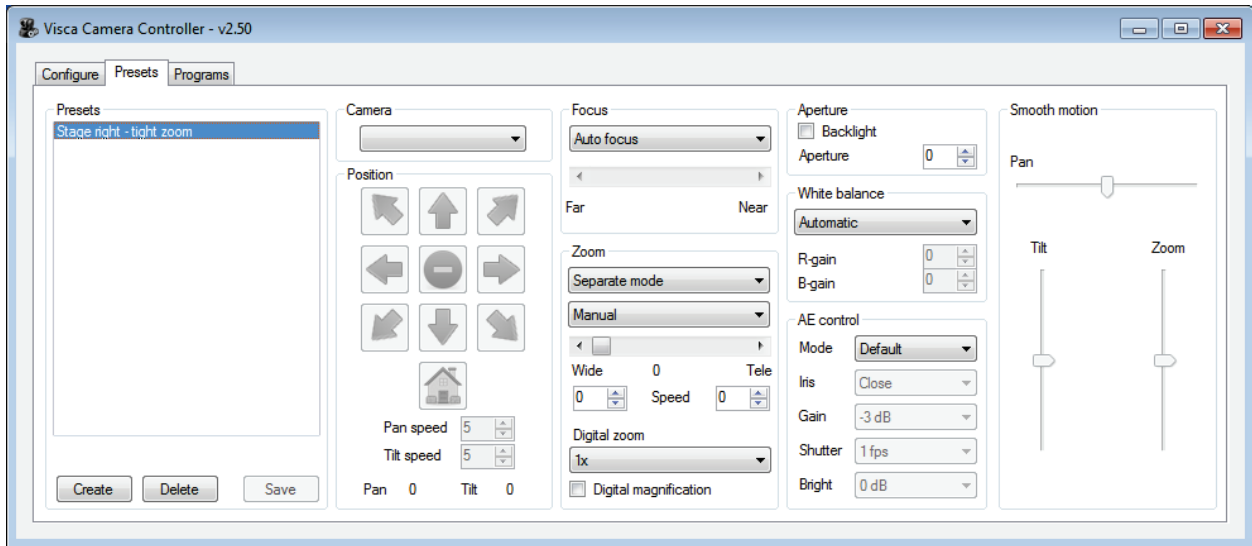 Visca Camera Controller - v2.50
Configure
Presets
Programs
Presets
Stage right - tight zoom
Create
Delete
Save
Camera
Position
Pan speed 5
Tilt speed 5
Pan 0 Tilt 0
Focus
Auto focus
Far Near
Zoom
Separate mode
Manual
Wide 0 Tele
0 Speed 0
Digital zoom
1x
Digital magnification
Aperture
Backlight
Aperture 0
White balance
Automatic
R-gain 0
B-gain 0
AE control
Mode Default
Iris Close
Gain -3 dB
Shutter 1 fps
Bright 0 dB
Smooth motion
Pan
Tilt Zoom